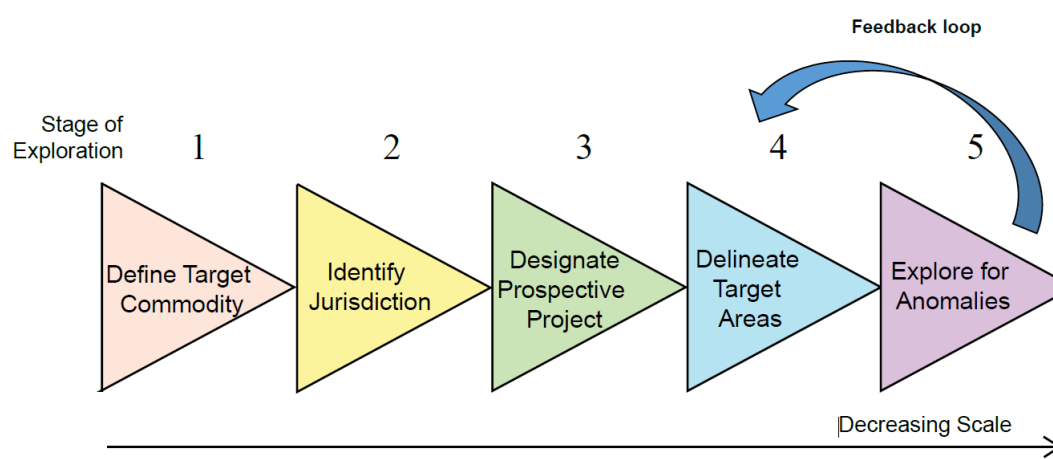 Feedback loop
Stage of
Exploration
1
2
3
4
5
Define Target
Commodity
Identify
Jurisdiction
Designate
Prospective
Project
Delineate
Target
Areas
Explore for
Anomalies
Decreasing Scale